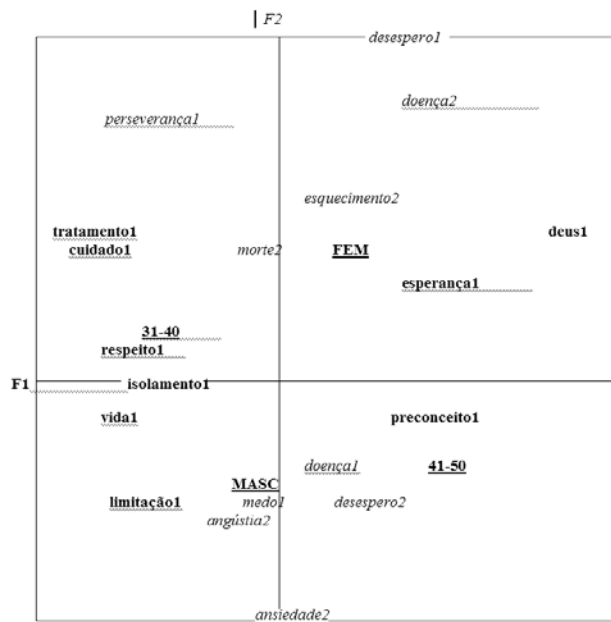 F2
desespero1
doença2
perseverança1
esquecimento2
tratamento1 deus1
cuidado1 morte2 FEM
esperança1
31-40
respeito1
F1 isolamento1
vida1 preconceito1
doença1 41-50
MASC
limitação1 medo1 desespero2
angústia2
ansiedade2